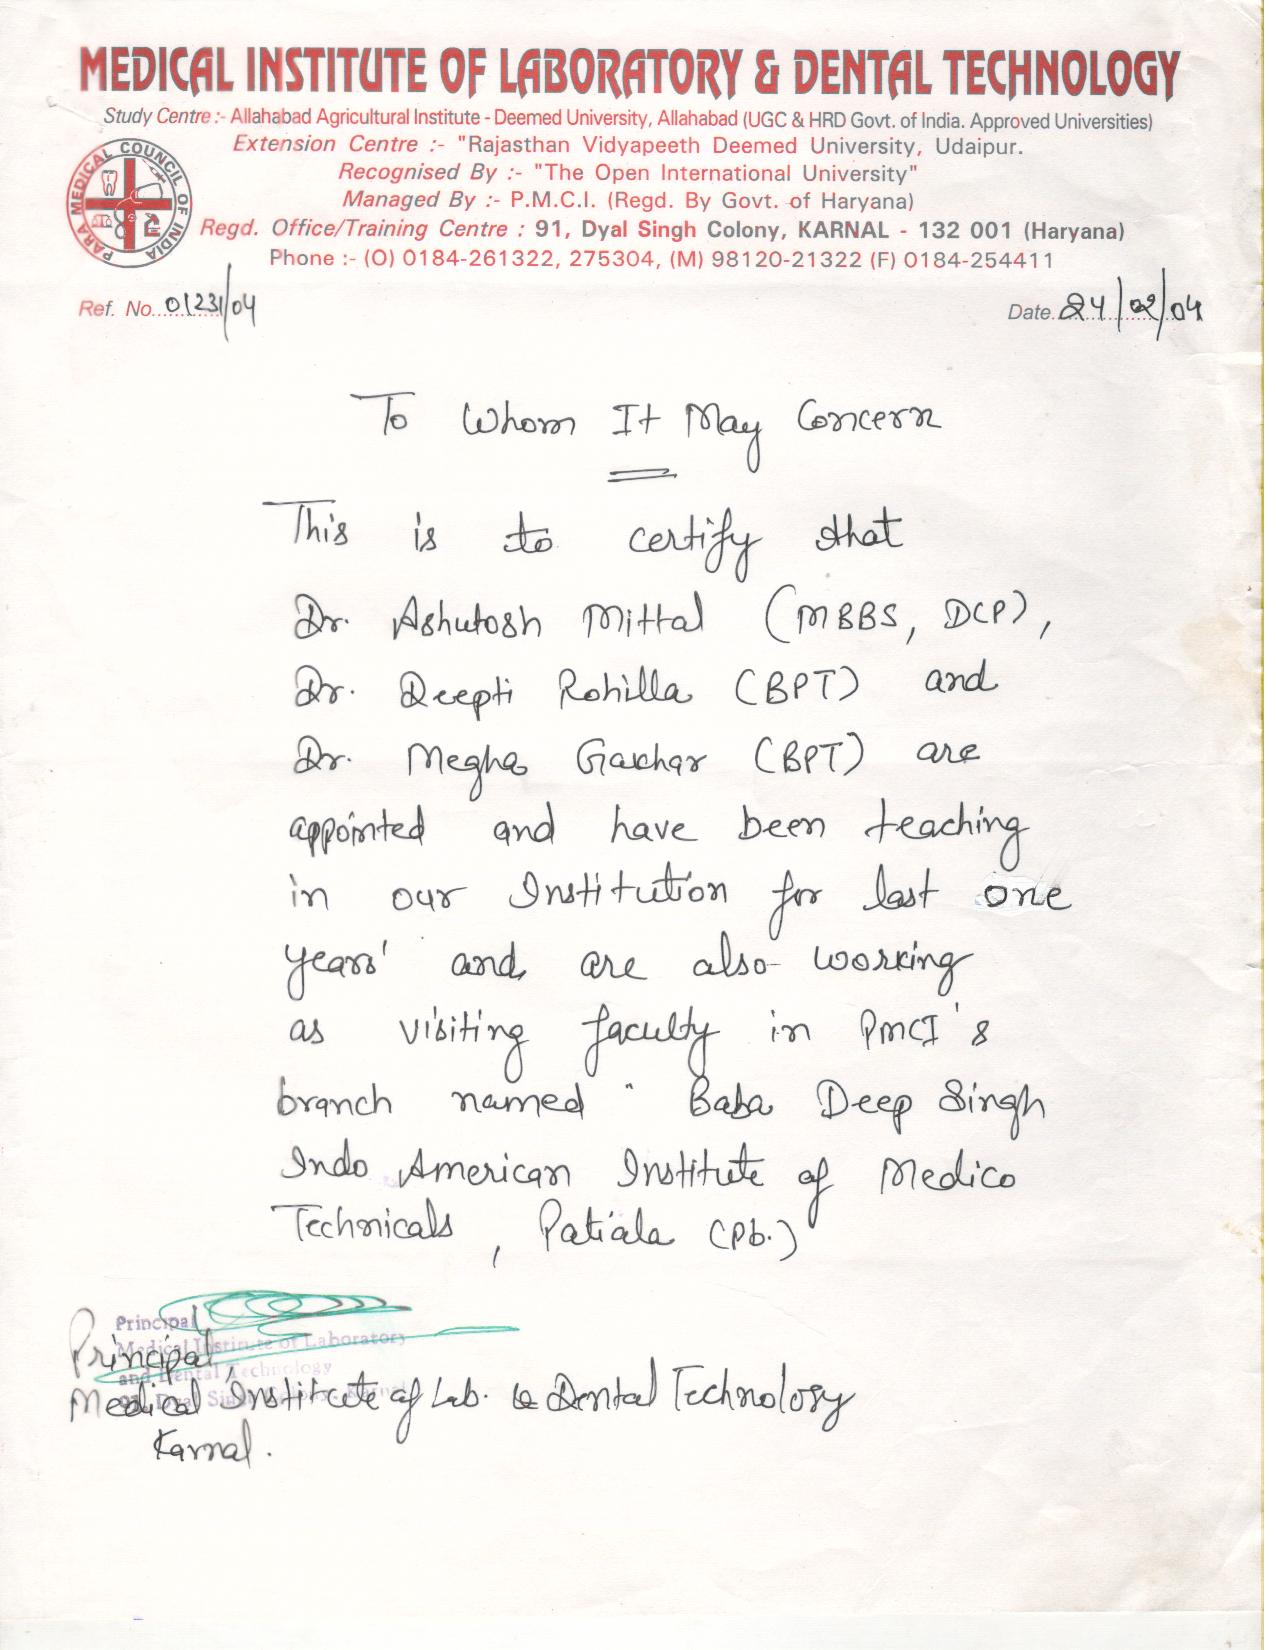 MEDICAL INSTITUTE OF LABORATORY & DENTAL TECHNOLOGY
Study Centre :- Allahabad Agricultural Institute - Deemed University, Allahabad (UGC & HRD Govt. of India. Approved Universities)
Extension Centre :- "Rajasthan Vidyapeeth Deemed University, Udaipur.
Recognised By :- "The Open International University"
Managed By :- P.M.C.I. (Regd. By Govt. of Haryana)
Regd. Office/Training Centre : 91, Dyal Singh Colony, KARNAL - 132 001 (Haryana)
Phone :- (O) 0184-261322, 275304, (M) 98120-21322 (F) 0184-254411
PARA MEDICAL COUNCIL OF INDIA
Ref. No. 01231/04
Date. 24/02/04
To Whom It May Concern
This is to certify that
Dr. Ashutosh Mittal (MBBS, DCP),
Dr. Deepti Rohilla (BPT) and
Dr. Megha Gakhar (BPT) are
appointed and have been teaching
in our Institution for last one
years' and are also working
as visiting faculty in PMCI's
branch named " Baba Deep Singh
Indo American Institute of Medico
Technicals, Patiala (Pb.)
Principal
Medical Institute of Laboratory
and Dental Technology
Principal,
Medical Institute of Lab. & Dental Technology
Karnal.